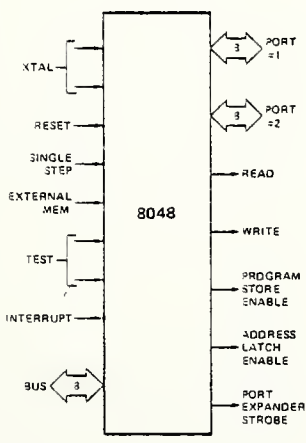 XTAL
RESET
SINGLE
STEP
EXTERNAL
MEM
TEST
INTERRUPT
BUS
8
8048
8
PORT
=1
8
PORT
=2
READ
WRITE
PROGRAM
STORE
ENABLE
ADDRESS
LATCH
ENABLE
PORT
EXPANDER
STROBE